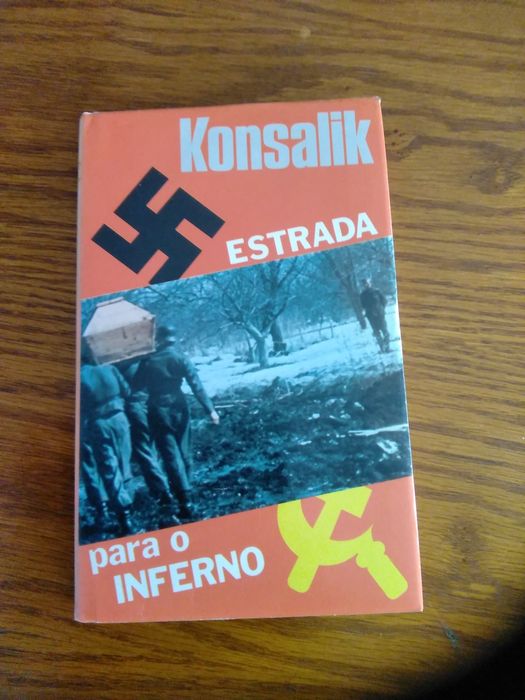 Konsalik
ESTRADA
para o
INFERNO